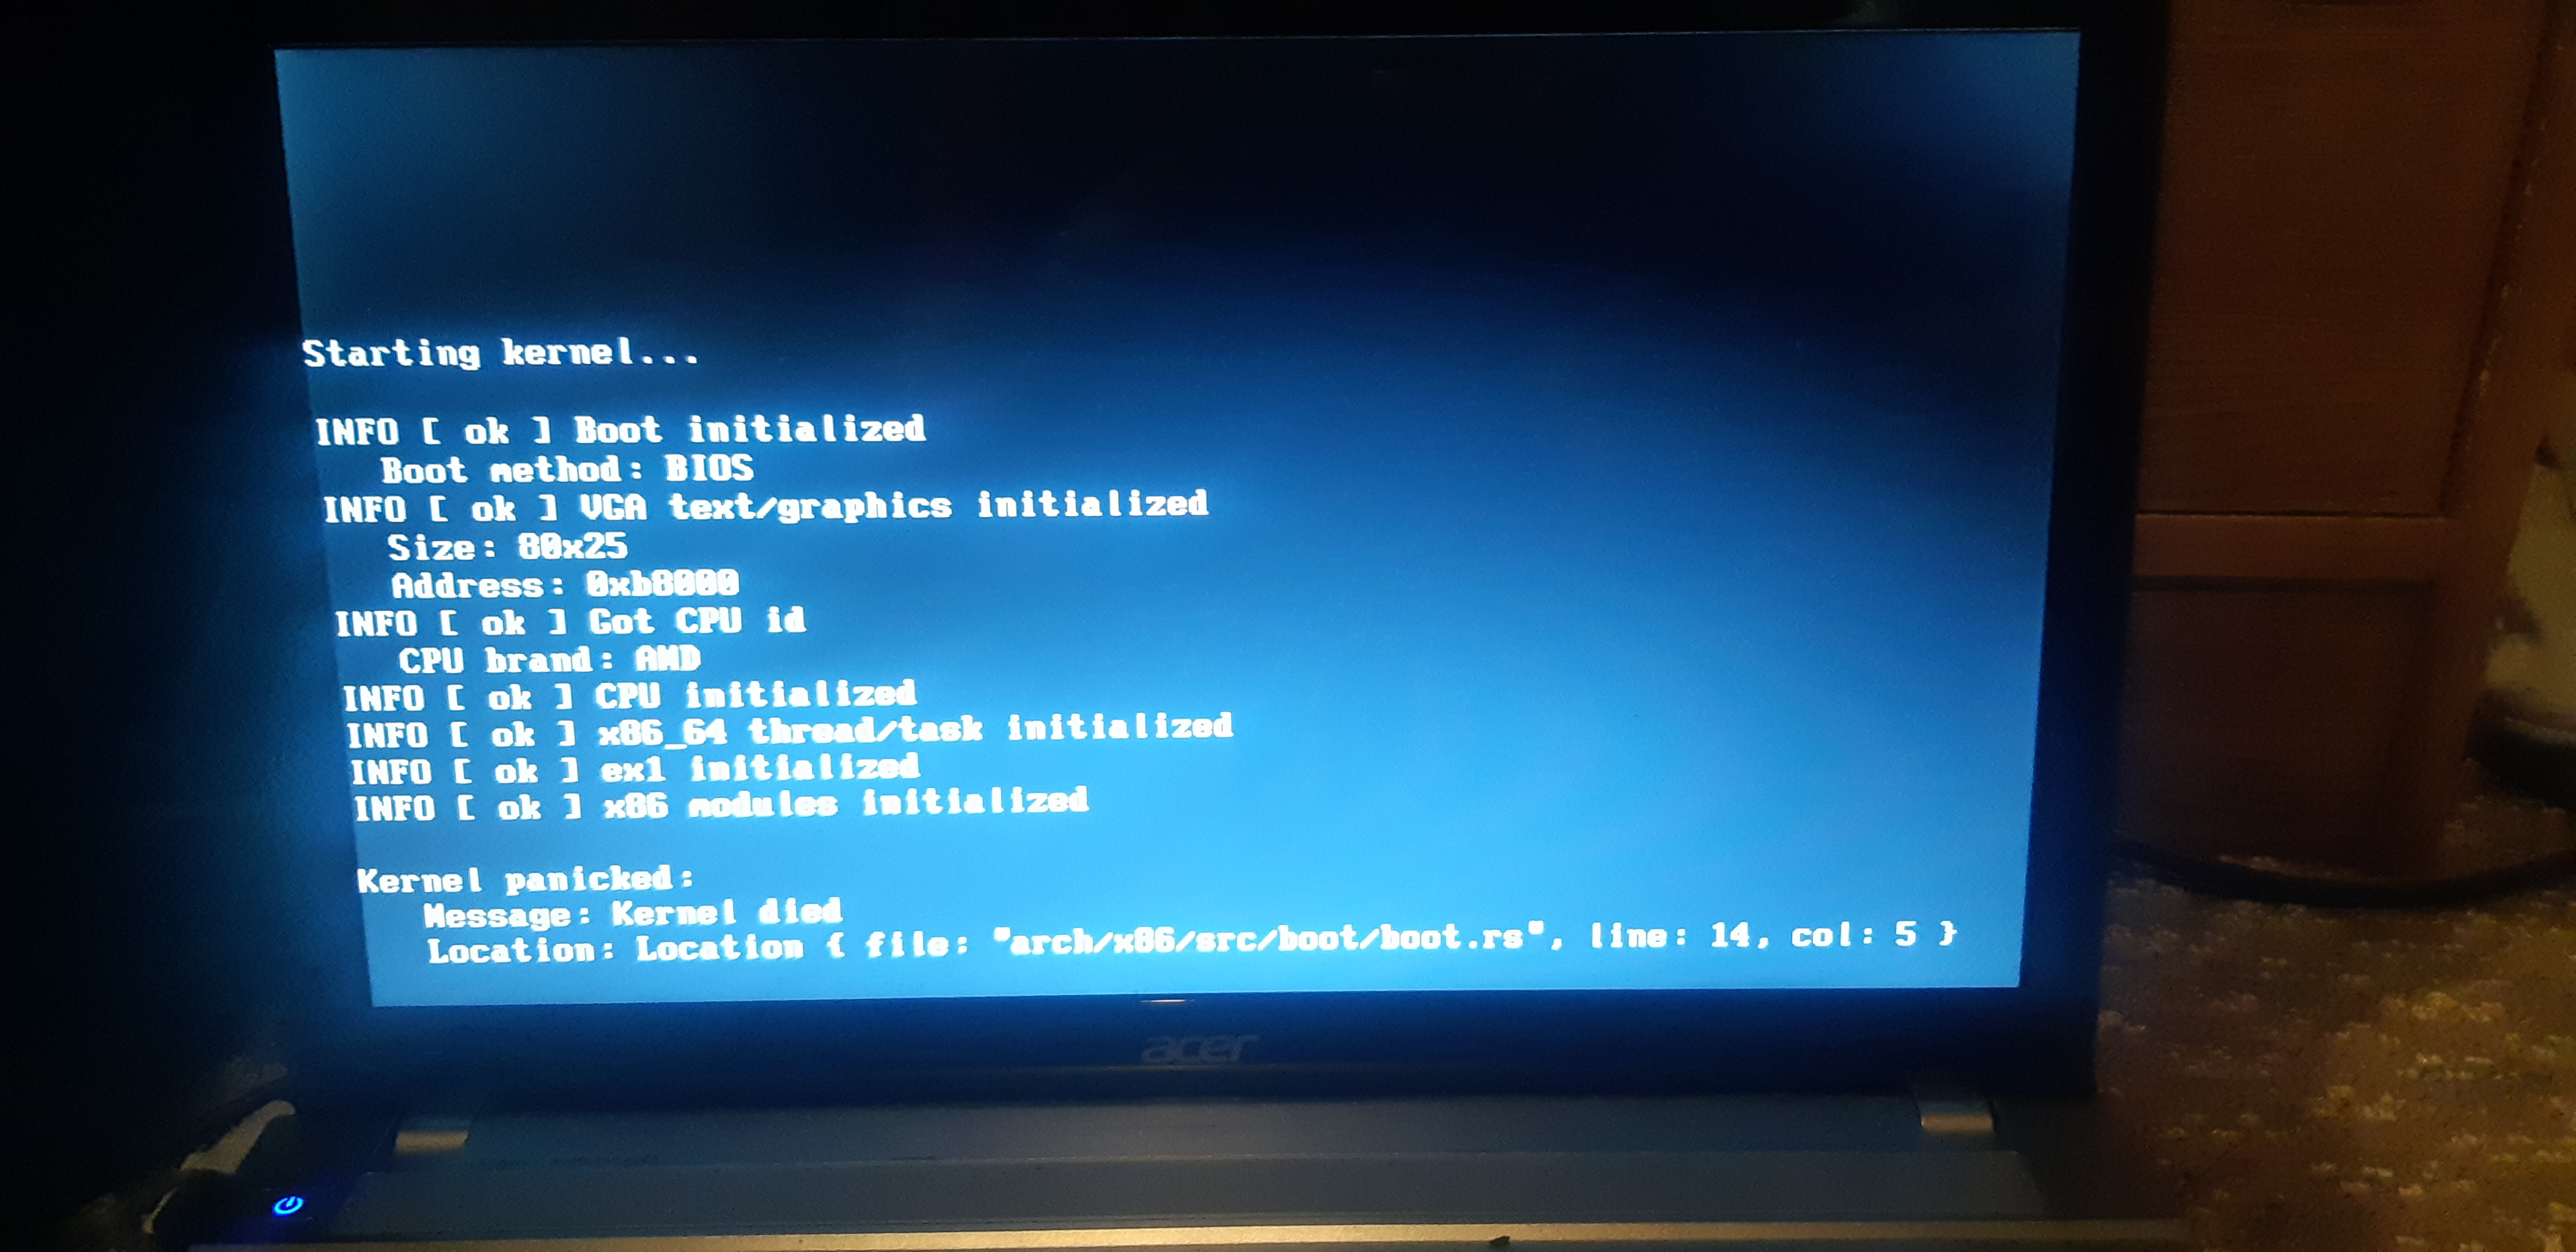 Starting kernel...
INFO [ ok ] Boot initialized
Boot method: BIOS
INFO [ ok ] VGA text/graphics initialized
Size: 80x25
Address: 0xb8000
INFO [ ok ] Got CPU id
CPU brand: AMD
INFO [ ok ] CPU initialized
INFO [ ok ] x86_64 thread/task initialized
INFO [ ok ] ex1 initialized
INFO [ ok ] x86 modules initialized
Kernel panicked:
Message: Kernel died
Location: Location { file: "arch/x86/src/boot/boot.rs", line: 14, col: 5 }
acer